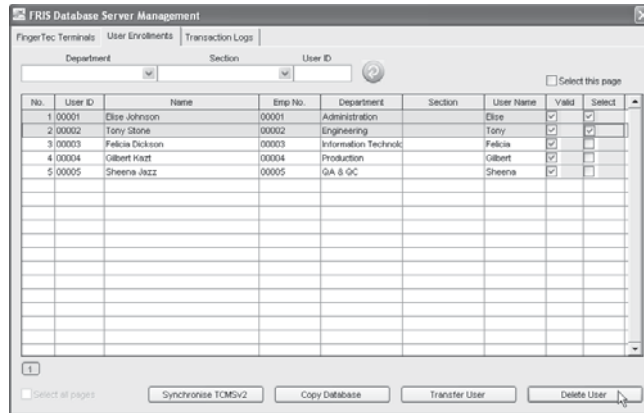 FRIS Database Server Management
FingerTec Terminals User Enrollments Transaction Logs
Department Section User ID
Select this page
No. User ID Name Emp No. Department Section User Name Valid Select
1 00001 Elise Johnson 00001 Administration Elise
2 00002 Tony Stone 00002 Engineering Tony
3 00003 Felicia Dickson 00003 Information Technolc Felicia
4 00004 Gilbert Kazt 00004 Production Gilbert
5 00005 Sheena Jazz 00005 QA & QC Sheena
1
Select all pages Synchronise TCMSv2 Copy Database Transfer User Delete User